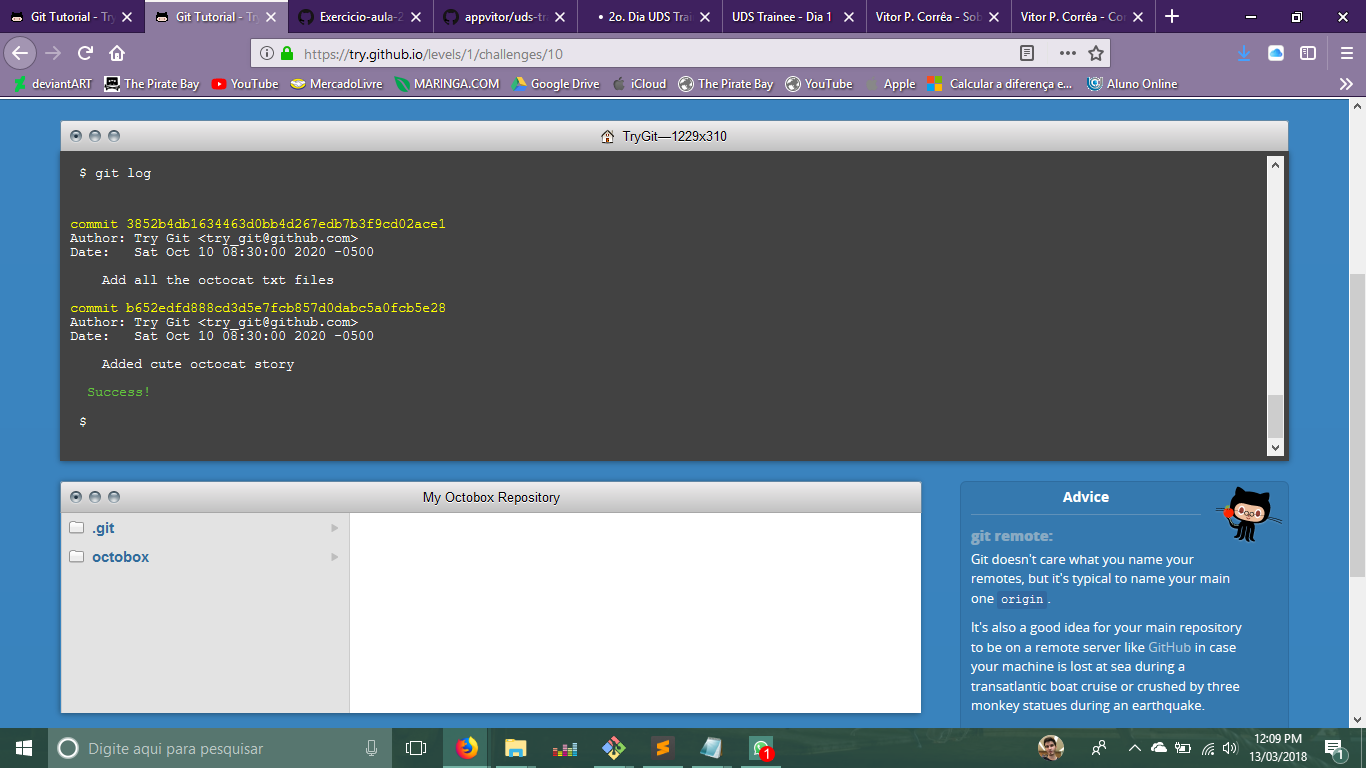 Git Tutorial - Tr
Git Tutorial - Tr
Exercicio-aula-2
appvitor/uds-tr
• 2o. Dia UDS Trai
UDS Trainee - Dia 1
Vitor P. Corrêa - Sob
Vitor P. Corrêa - Con
https://try.github.io/levels/1/challenges/10
deviantART
The Pirate Bay
YouTube
MercadoLivre
MARINGA.COM
Google Drive
iCloud
The Pirate Bay
YouTube
Apple
Calcular a diferença e...
Aluno Online
TryGit—1229x310
$ git log
commit 3852b4db1634463d0bb4d267edb7b3f9cd02ace1
Author: Try Git <try_git@github.com>
Date: Sat Oct 10 08:30:00 2020 -0500
Add all the octocat txt files
commit b652edfd888cd3d5e7fcb857d0dabc5a0fcb5e28
Author: Try Git <try_git@github.com>
Date: Sat Oct 10 08:30:00 2020 -0500
Added cute octocat story
Success!
$
My Octobox Repository
.git
octobox
Advice
git remote:
Git doesn't care what you name your
remotes, but it's typical to name your main
one origin.
It's also a good idea for your main repository
to be on a remote server like GitHub in case
your machine is lost at sea during a
transatlantic boat cruise or crushed by three
monkey statues during an earthquake.
Digite aqui para pesquisar
1
12:09 PM
13/03/2018
1